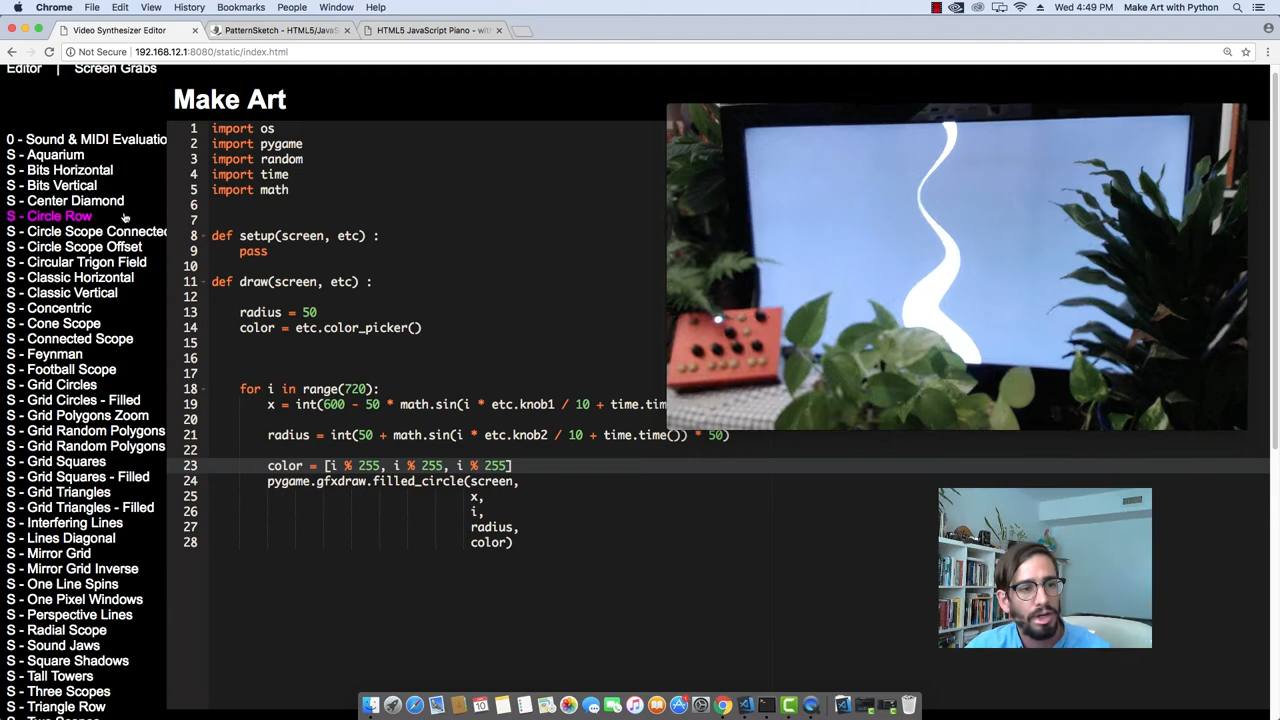 Chrome File Edit View History Bookmarks People Window Help Wed 4:49 PM Make Art with Python
Video Synthesizer Editor PatternSketch - HTML5/JavaS HTML5 JavaScript Piano - wit
Not Secure 192.168.12.1:8080/static/index.html
Editor | Screen Grabs
Make Art
0 - Sound & MIDI Evaluatio
S - Aquarium
S - Bits Horizontal
S - Bits Vertical
S - Center Diamond
S - Circle Row
S - Circle Scope Connected
S - Circle Scope Offset
S - Circular Trigon Field
S - Classic Horizontal
S - Classic Vertical
S - Concentric
S - Cone Scope
S - Connected Scope
S - Feynman
S - Football Scope
S - Grid Circles
S - Grid Circles - Filled
S - Grid Polygons Zoom
S - Grid Random Polygons
S - Grid Random Polygons
S - Grid Squares
S - Grid Squares - Filled
S - Grid Triangles
S - Grid Triangles - Filled
S - Interfering Lines
S - Lines Diagonal
S - Mirror Grid
S - Mirror Grid Inverse
S - One Line Spins
S - One Pixel Windows
S - Perspective Lines
S - Radial Scope
S - Sound Jaws
S - Square Shadows
S - Tall Towers
S - Three Scopes
S - Triangle Row
1 import os
2 import pygame
3 import random
4 import time
5 import math
6
7
8 def setup(screen, etc) :
9 pass
10
11 def draw(screen, etc) :
12
13 radius = 50
14 color = etc.color_picker()
15
16
17
18 for i in range(720):
19 x = int(600 - 50 * math.sin(i * etc.knob1 / 10 + time.tim
20
21 radius = int(50 + math.sin(i * etc.knob2 / 10 + time.time()) * 50)
22
23 color = [i % 255, i % 255, i % 255]
24 pygame.gfxdraw.filled_circle(screen,
25 x,
26 i,
27 radius,
28 color)